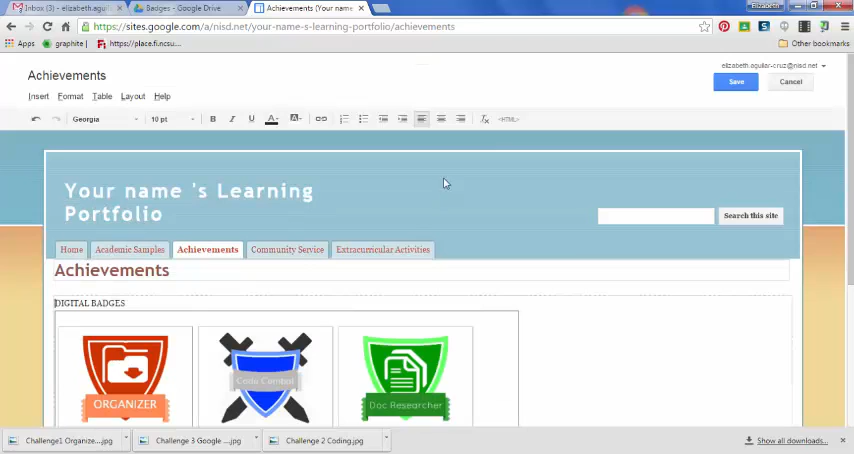 Inbox (3) - elizabeth.aguila
Badges - Google Drive
Achievements (Your name
Elizabeth
https://sites.google.com/a/nisd.net/your-name-s-learning-portfolio/achievements
Apps
graphite |
https://place.fi.ncsu...
Other bookmarks
Achievements
elizabeth.aguilar-cruz@nisd.net
Save
Cancel
Insert Format Table Layout Help
Georgia
10 pt
B I U A A
<HTML>
Your name 's Learning
Portfolio
Search this site
Home Academic Samples Achievements Community Service Extracurricular Activities
Achievements
DIGITAL BADGES
ORGANIZER
Code Combat
Doc Researcher
Challenge1 Organize....jpg
Challenge 3 Google ....jpg
Challenge 2 Coding.jpg
Show all downloads...